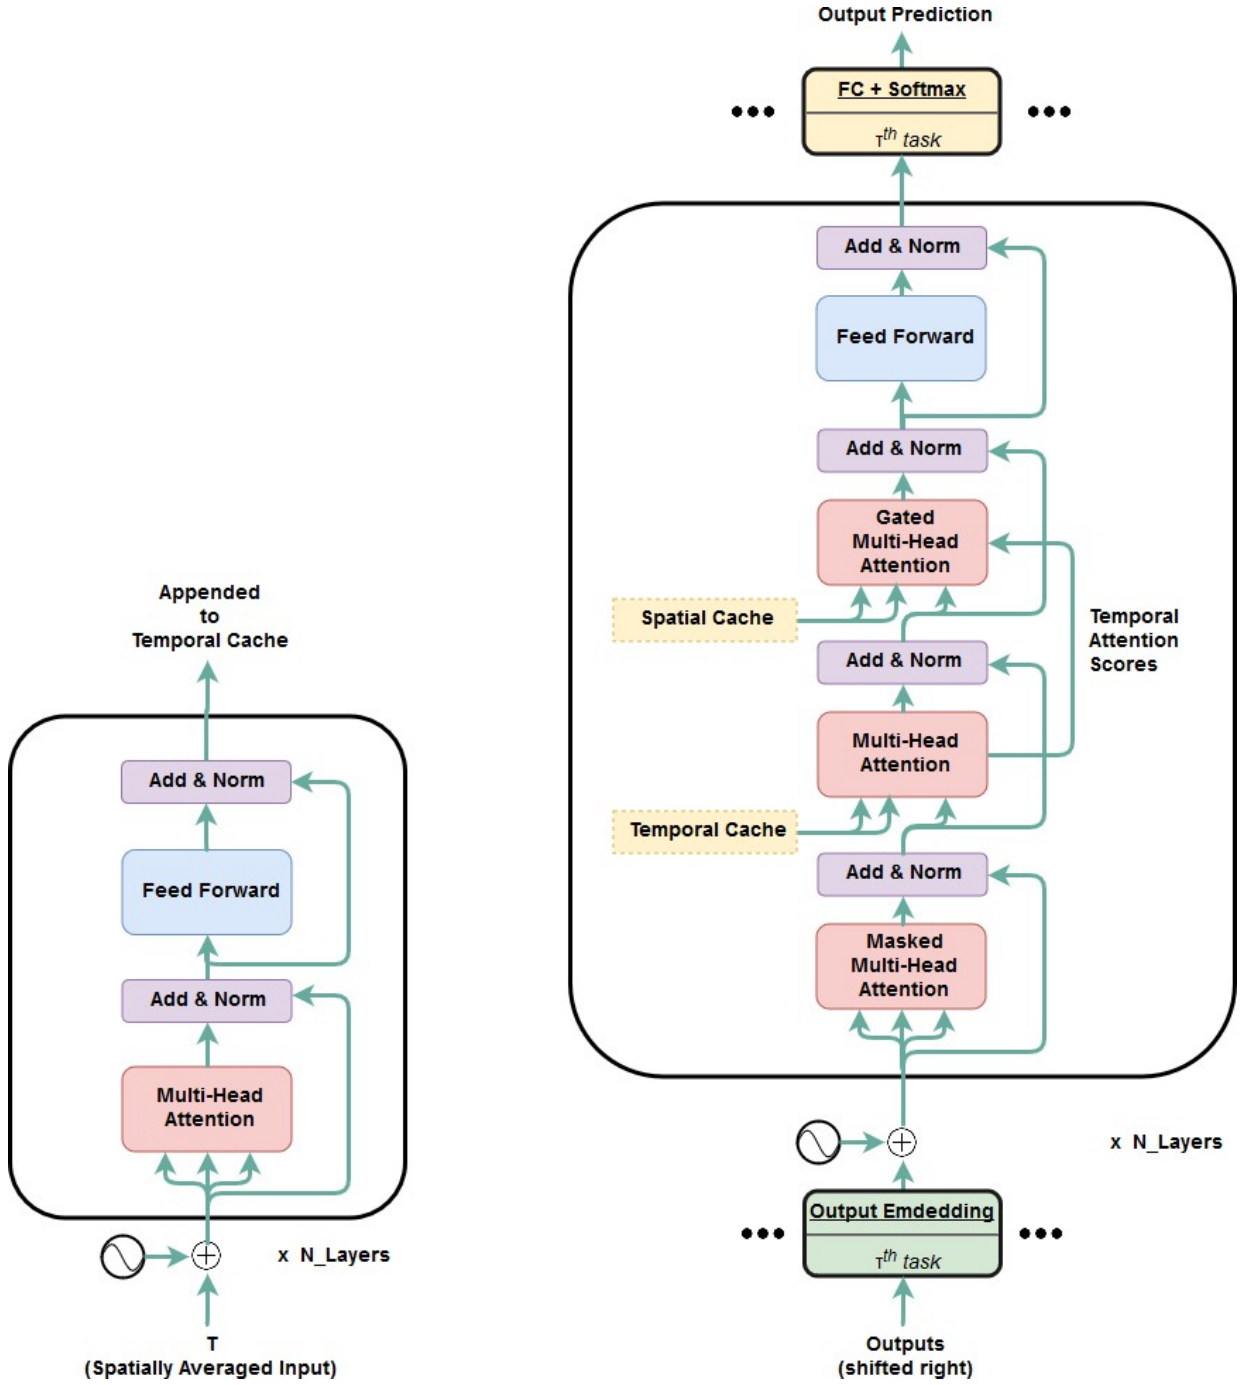 Appended
to
Temporal Cache
Add & Norm
Feed Forward
Add & Norm
Multi-Head
Attention
x N_Layers
T
(Spatially Averaged Input)
Output Prediction
FC + Softmax
τth task
Add & Norm
Feed Forward
Add & Norm
Gated
Multi-Head
Attention
Spatial Cache
Temporal
Attention
Scores
Add & Norm
Multi-Head
Attention
Temporal Cache
Add & Norm
Masked
Multi-Head
Attention
x N_Layers
Output Emdedding
τth task
Outputs
(shifted right)